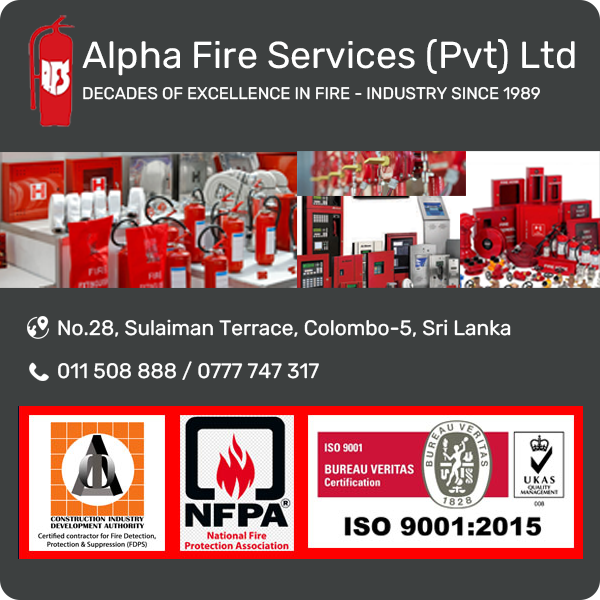 AFS
Alpha Fire Services (Pvt) Ltd
DECADES OF EXCELLENCE IN FIRE - INDUSTRY SINCE 1989
H
H
FIRE
No.28, Sulaiman Terrace, Colombo-5, Sri Lanka
011 508 888 / 0777 747 317
CONSTRUCTION INDUSTRY
DEVELOPMENT AUTHORITY
Certified contractor for Fire Detection,
Protection & Suppression (FDPS)
NFPA®
National Fire
Protection Association
ISO 9001
BUREAU VERITAS
Certification
BUREAU VERITAS
1828
UKAS
QUALITY
MANAGEMENT
008
ISO 9001:2015